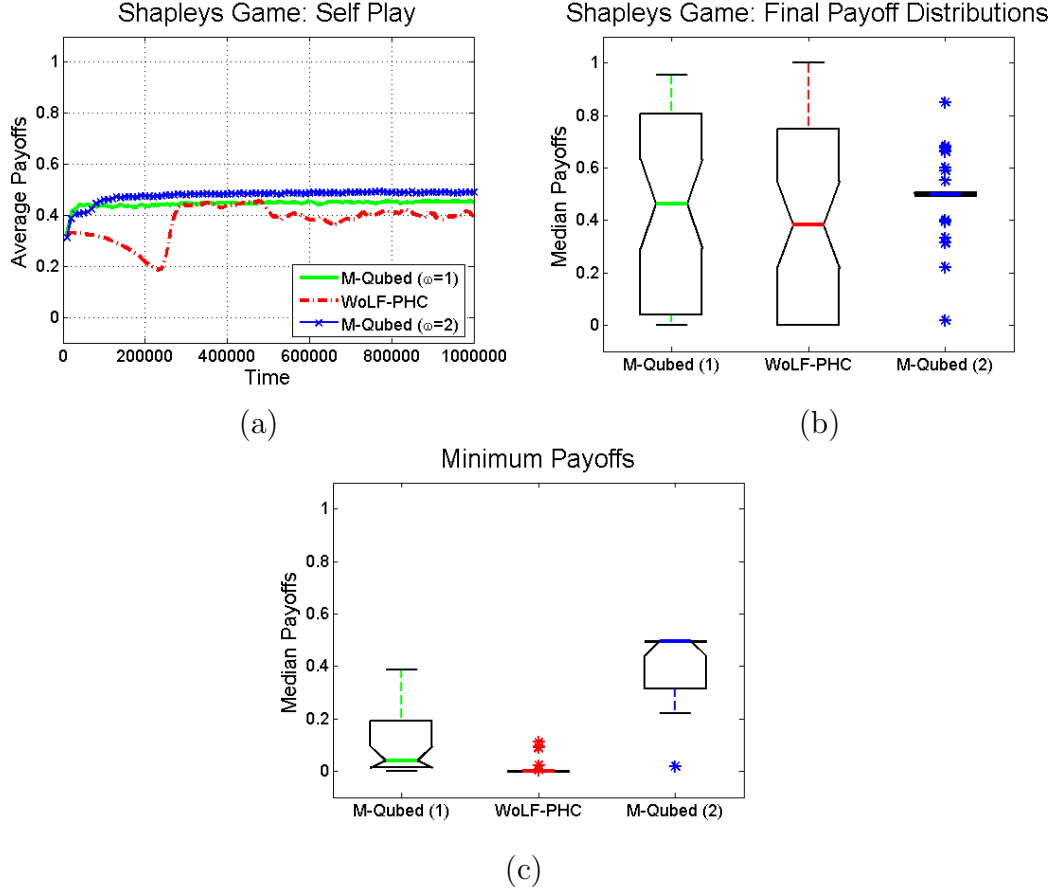 Shapleys Game: Self Play
Average Payoffs
1
0.8
0.6
0.4
0.2
0
M-Qubed (ω=1)
WoLF-PHC
M-Qubed (ω=2)
0 200000 400000 600000 800000 1000000
Time
(a)
Shapleys Game: Final Payoff Distributions
Median Payoffs
1
0.8
0.6
0.4
0.2
0
M-Qubed (1) WoLF-PHC M-Qubed (2)
(b)
Minimum Payoffs
Median Payoffs
1
0.8
0.6
0.4
0.2
0
M-Qubed (1) WoLF-PHC M-Qubed (2)
(c)